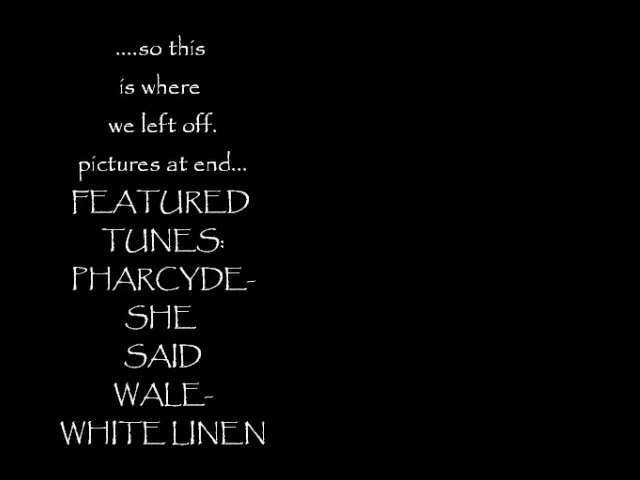 ....so this
is where
we left off.
pictures at end...
FEATURED
TUNES:
PHARCYDE-
SHE
SAID
WALE-
WHITE LINEN